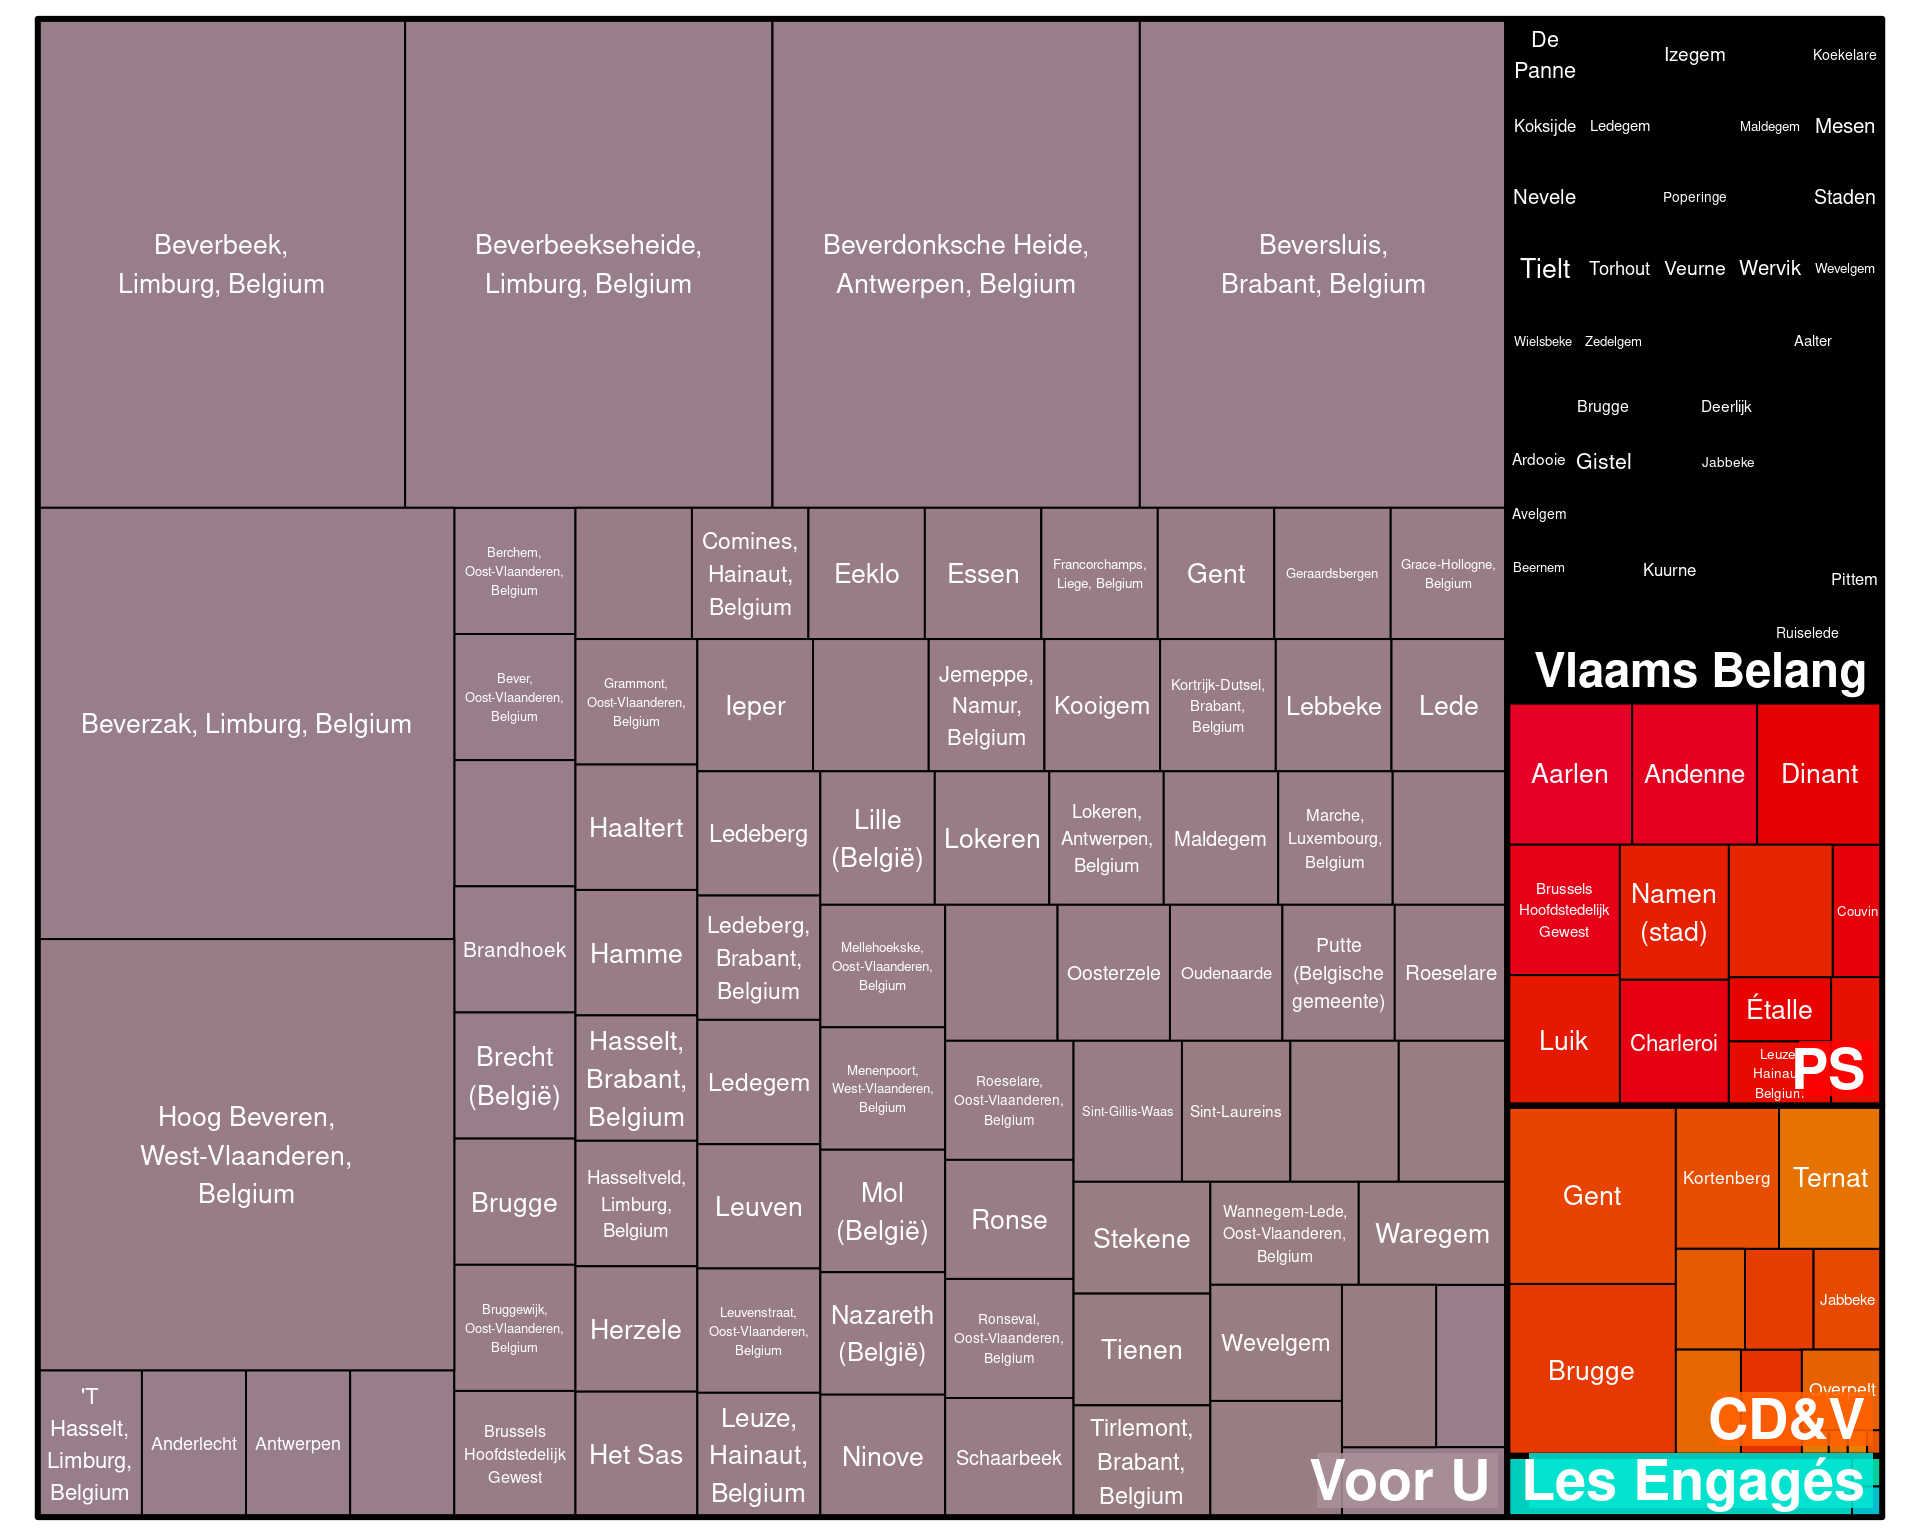 Beverbeek,
Limburg, Belgium
Beverbeekseheide,
Limburg, Belgium
Beverdonksche Heide,
Antwerpen, Belgium
Beversluis,
Brabant, Belgium
Beverzak, Limburg, Belgium
Hoog Beveren,
West-Vlaanderen,
Belgium
'T
Hasselt,
Limburg,
Belgium
Anderlecht
Antwerpen
Berchem,
Oost-Vlaanderen,
Belgium
Bever,
Oost-Vlaanderen,
Belgium
Brandhoek
Brecht
(België)
Brugge
Bruggewijk,
Oost-Vlaanderen,
Belgium
Brussels
Hoofdstedelijk
Gewest
Comines,
Hainaut,
Belgium
Eeklo
Essen
Francorchamps,
Liege, Belgium
Gent
Geraardsbergen
Grace-Hollogne,
Belgium
Grammont,
Oost-Vlaanderen,
Belgium
Haaltert
Hamme
Hasselt,
Brabant,
Belgium
Hasseltveld,
Limburg,
Belgium
Herzele
Het Sas
Ieper
Jemeppe,
Namur,
Belgium
Kooigem
Kortrijk-Dutsel,
Brabant,
Belgium
Lebbeke
Lede
Ledeberg
Ledeberg,
Brabant,
Belgium
Ledegem
Leuven
Leuvenstraat,
Oost-Vlaanderen,
Belgium
Leuze,
Hainaut,
Belgium
Lille
(België)
Lokeren
Lokeren,
Antwerpen,
Belgium
Maldegem
Marche,
Luxembourg,
Belgium
Mellehoekske,
Oost-Vlaanderen,
Belgium
Menenpoort,
West-Vlaanderen,
Belgium
Mol
(België)
Nazareth
(België)
Ninove
Oosterzele
Oudenaarde
Putte
(Belgische
gemeente)
Roeselare
Roeselare,
Oost-Vlaanderen,
Belgium
Ronse
Ronseval,
Oost-Vlaanderen,
Belgium
Schaarbeek
Sint-Gillis-Waas
Sint-Laureins
Stekene
Tienen
Tirlemont,
Brabant,
Belgium
Wannegem-Lede,
Oost-Vlaanderen,
Belgium
Waregem
Wevelgem
Voor U
De
Panne
Izegem
Koekelare
Koksijde
Ledegem
Maldegem
Mesen
Nevele
Poperinge
Staden
Tielt
Torhout
Veurne
Wervik
Wevelgem
Wielsbeke
Zedelgem
Aalter
Brugge
Deerlijk
Ardooie
Gistel
Jabbeke
Avelgem
Beernem
Kuurne
Pittem
Ruiselede
Vlaams Belang
Aarlen
Andenne
Dinant
Brussels
Hoofdstedelijk
Gewest
Namen
(stad)
Couvin
Luik
Charleroi
Étalle
Leuze,
Hainaut,
Belgium
PS
Gent
Kortenberg
Ternat
Jabbeke
Brugge
Overpelt
CD&V
Les Engagés